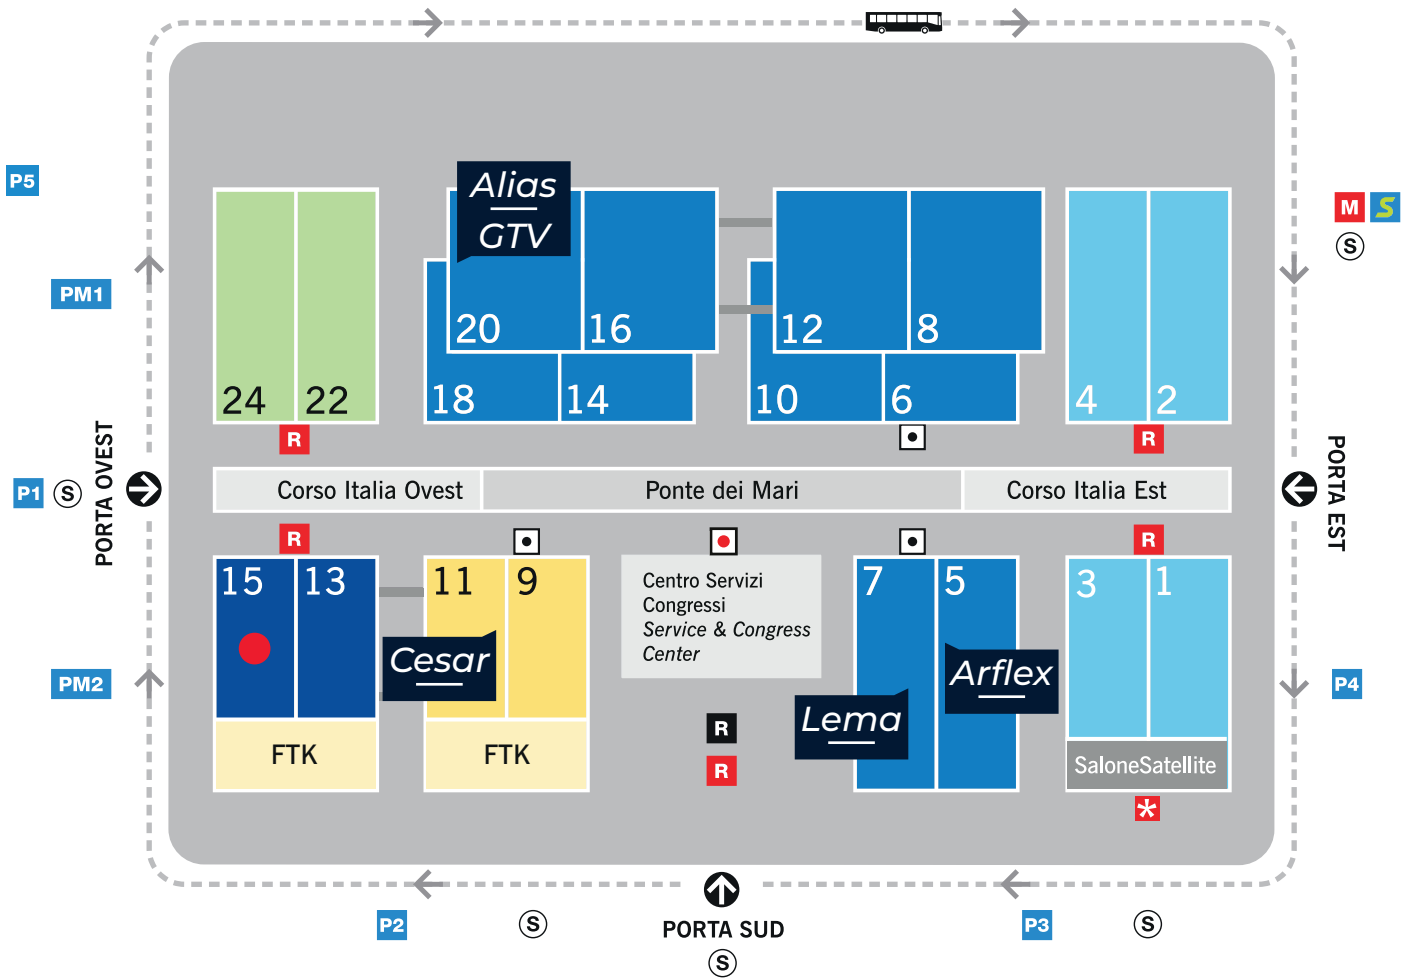 P5
Alias
GTV
M S
S
PM1
20
16
12
8
24
22
18
14
10
6
4
2
R
R
PORTA OVEST
PORTA EST
P1 S
Corso Italia Ovest
Ponte dei Mari
Corso Italia Est
R
R
15
13
11
9
Centro Servizi
Congressi
Service & Congress
Center
7
5
3
1
Cesar
Arflex
PM2
P4
Lema
R
R
FTK
FTK
SaloneSatellite
*
P2
S
PORTA SUD
S
P3
S